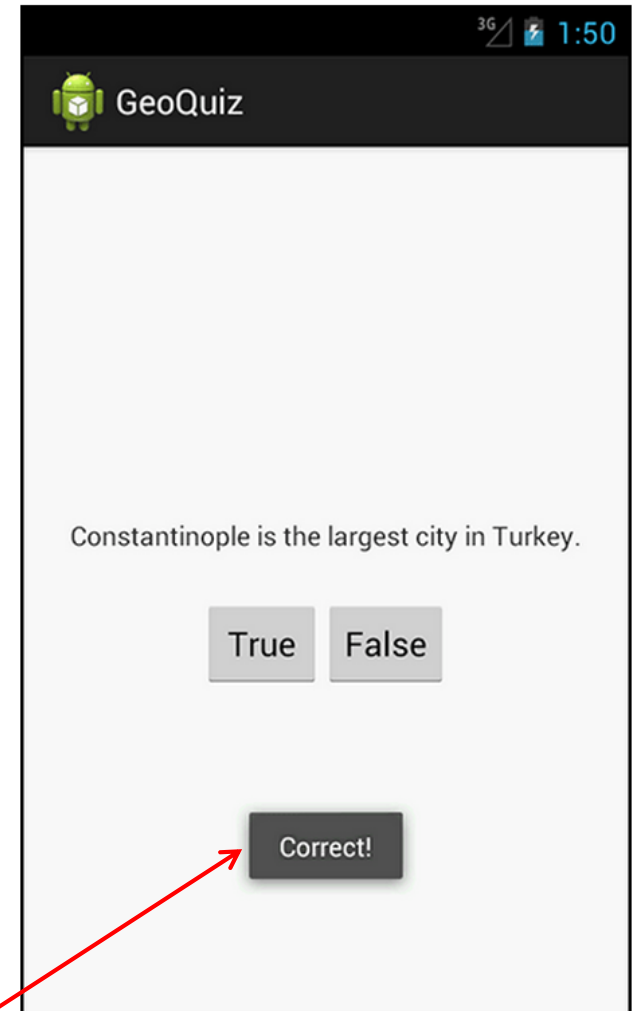 3G 1:50
GeoQuiz
Constantinople is the largest city in Turkey.
True False
Correct!